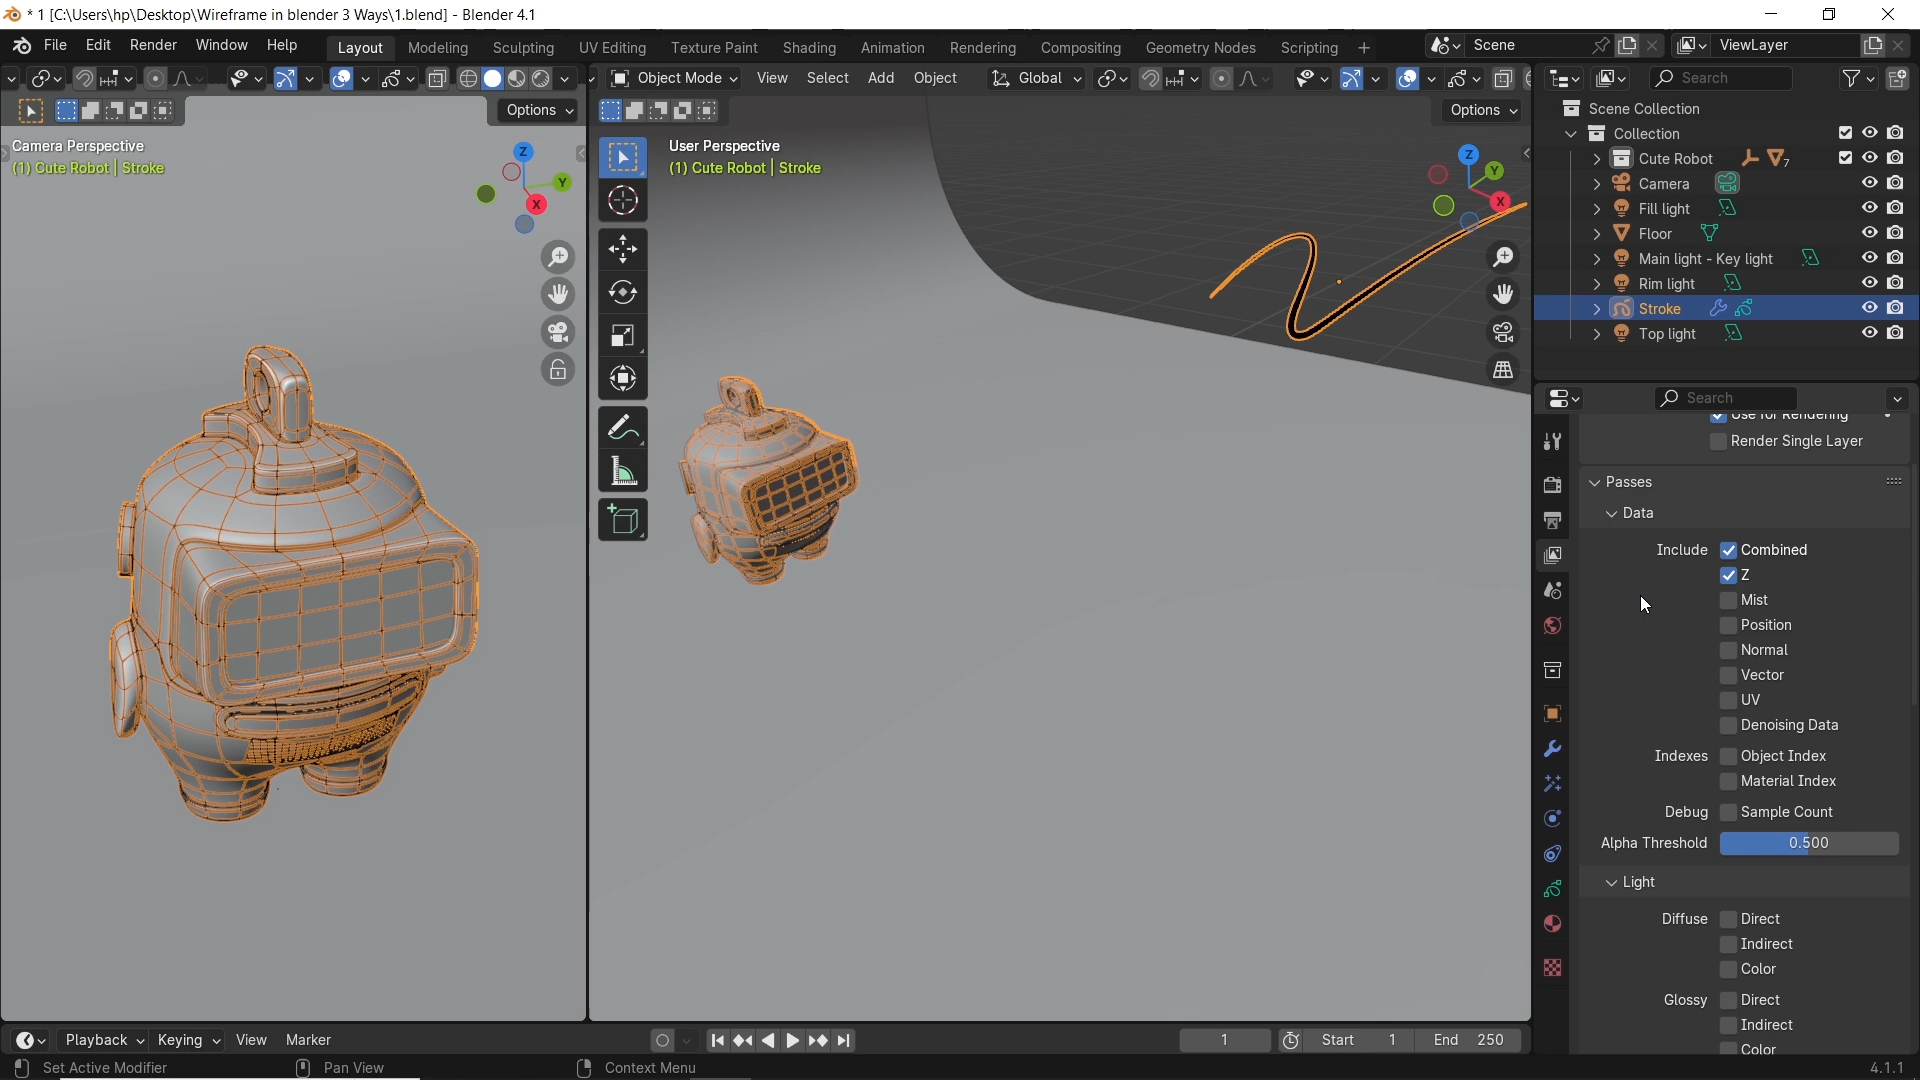 * 1 [C:\Users\hp\Desktop\Wireframe in blender 3 Ways\1.blend] - Blender 4.1
File Edit Render Window Help Layout Modeling Sculpting UV Editing Texture Paint Shading Animation Rendering Compositing Geometry Nodes Scripting + Scene ViewLayer
Object Mode View Select Add Object Global Search
Options Options
Scene Collection
Collection
Camera Perspective
(1) Cute Robot | Stroke
Z
Y
X
User Perspective
(1) Cute Robot | Stroke
Z
Y
X
Cute Robot 7
Camera
Fill light
Floor
Main light - Key light
Rim light
Stroke
Top light
Search
Use for Rendering
Render Single Layer
Passes
Data
Include Combined
Z
Mist
Position
Normal
Vector
UV
Denoising Data
Indexes Object Index
Material Index
Debug Sample Count
Alpha Threshold 0.500
Light
Diffuse Direct
Indirect
Color
Glossy Direct
Indirect
Color
Playback Keying View Marker 1 Start 1 End 250
Set Active Modifier Pan View Context Menu 4.1.1